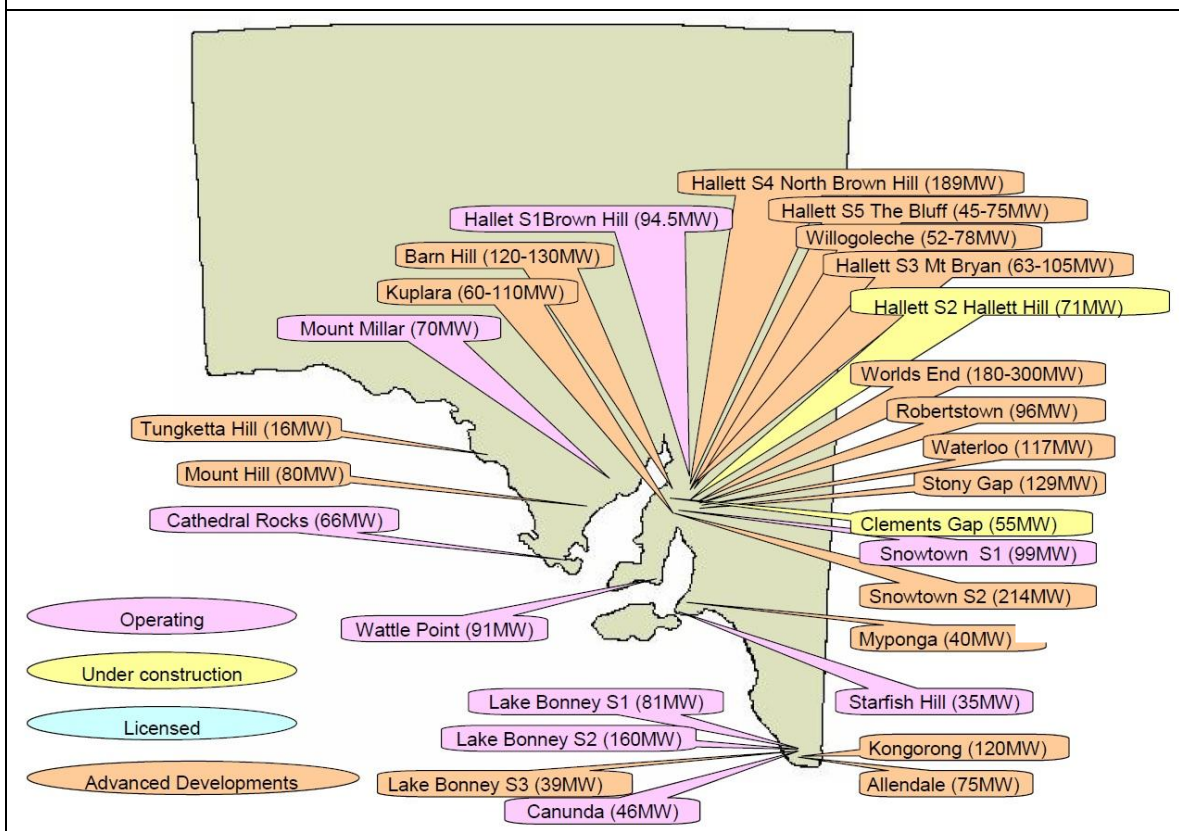 Hallett S4 North Brown Hill (189MW)
Hallet S1Brown Hill (94.5MW)
Hallett S5 The Bluff (45-75MW)
Willogoleche (52-78MW)
Barn Hill (120-130MW)
Hallett S3 Mt Bryan (63-105MW)
Kuplara (60-110MW)
Hallett S2 Hallett Hill (71MW)
Mount Millar (70MW)
Worlds End (180-300MW)
Robertstown (96MW)
Tungketta Hill (16MW)
Waterloo (117MW)
Mount Hill (80MW)
Stony Gap (129MW)
Cathedral Rocks (66MW)
Clements Gap (55MW)
Snowtown S1 (99MW)
Snowtown S2 (214MW)
Operating
Wattle Point (91MW)
Myponga (40MW)
Under construction
Lake Bonney S1 (81MW)
Starfish Hill (35MW)
Licensed
Lake Bonney S2 (160MW)
Kongorong (120MW)
Advanced Developments
Lake Bonney S3 (39MW)
Allendale (75MW)
Canunda (46MW)